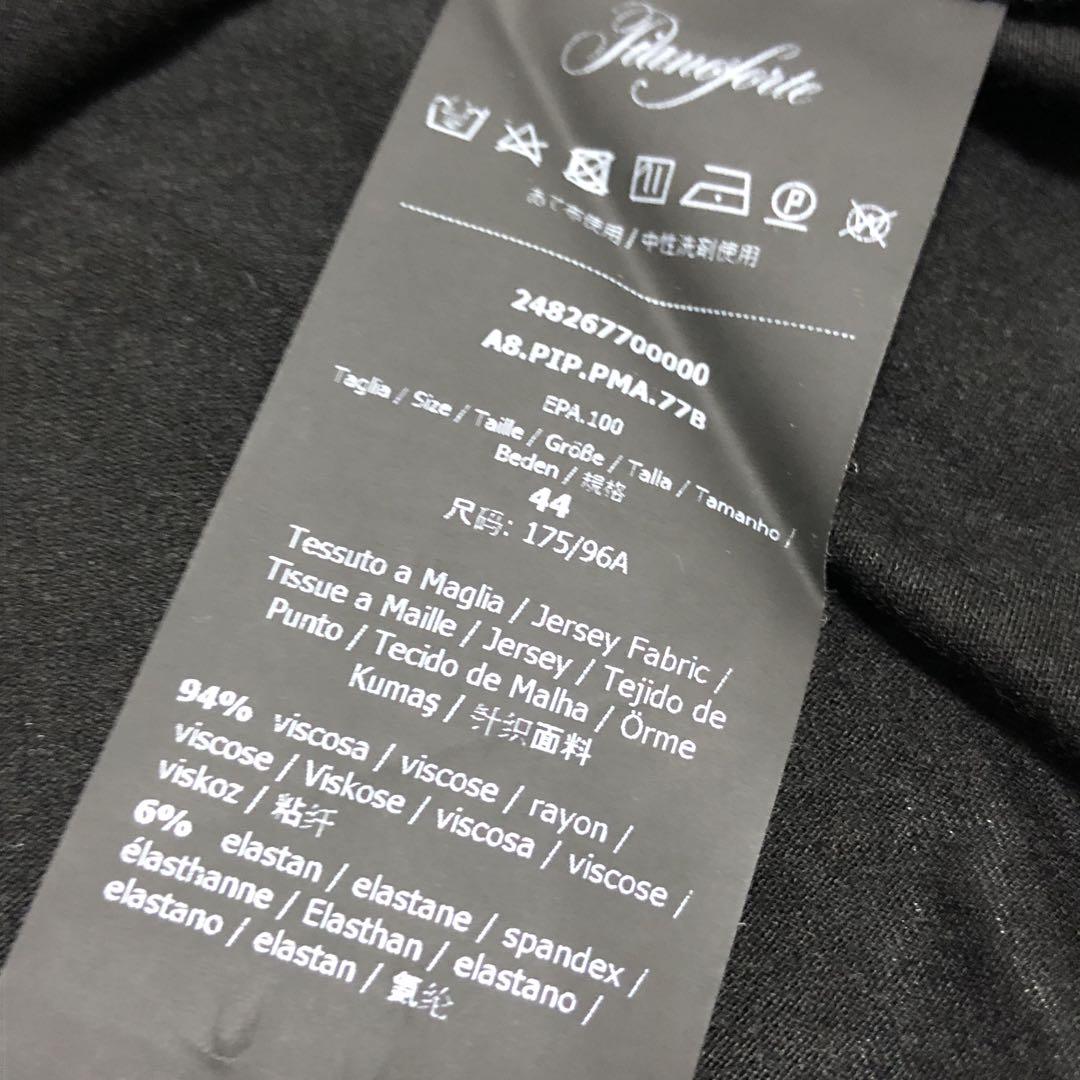 Pianoforte
P
W
あて布使用 / 中性洗剤使用
248267700000
A8.PIP.PMA.77B
EPA.100
Taglia / Size / Taille / Größe / Talla / Tamanho /
Beden / 規格
44
尺码: 175/96A
Tessuto a Maglia / Jersey Fabric /
Tissue a Maille / Jersey / Tejido de
Punto / Tecido de Malha / Örme
Kumaş / 针织面料
94% viscosa / viscose / rayon /
viscose / Viskose / viscosa / viscose /
viskoz / 粘纤
6% elastan / elastane / spandex /
élasthanne / Elasthan / elastano /
elastano / elastan / 氨纶